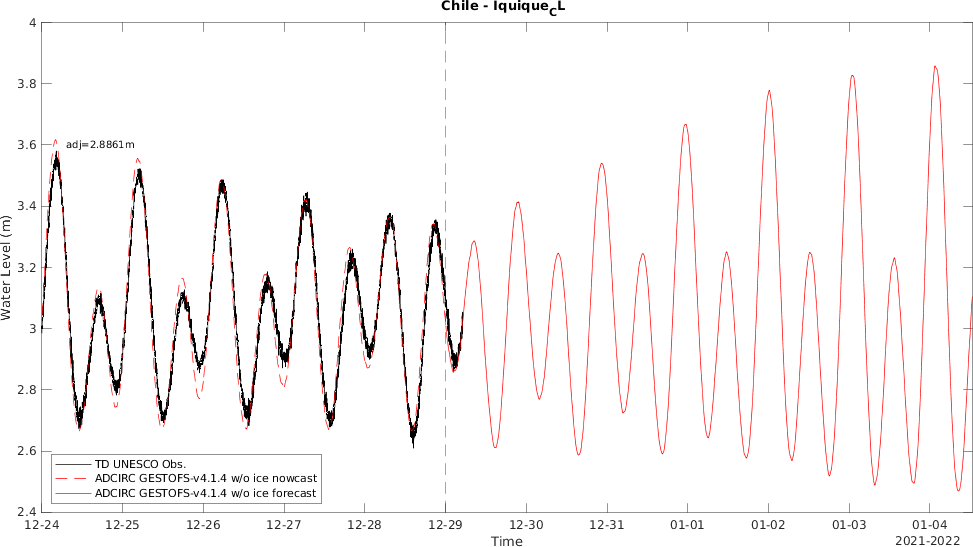 Chile - Iquique_CL
4
3.8
3.6
3.4
3.2
3
2.8
2.6
2.4
Water Level (m)
adj=2.8861m
TD UNESCO Obs.
ADCIRC GESTOFS-v4.1.4 w/o ice nowcast
ADCIRC GESTOFS-v4.1.4 w/o ice forecast
12-24 12-25 12-26 12-27 12-28 12-29 12-30 12-31 01-01 01-02 01-03 01-04
Time
2021-2022